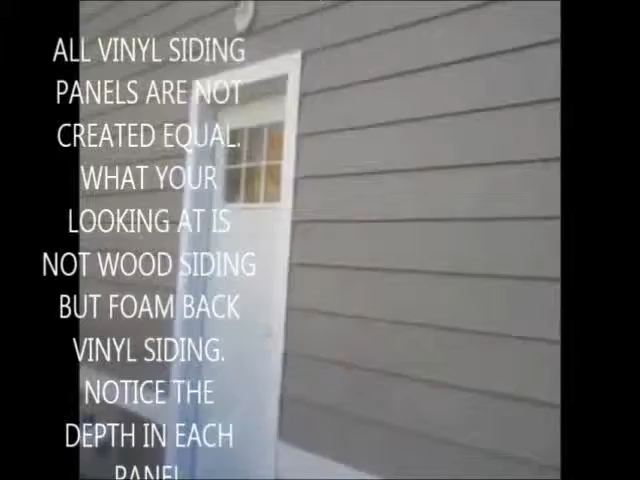 ALL VINYL SIDING
PANELS ARE NOT
CREATED EQUAL.
WHAT YOUR
LOOKING AT IS
NOT WOOD SIDING
BUT FOAM BACK
VINYL SIDING.
NOTICE THE
DEPTH IN EACH
PANEL